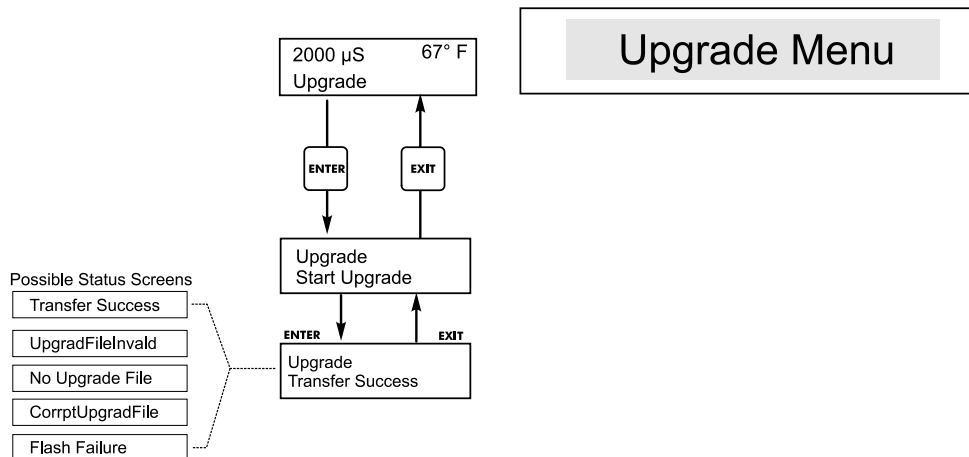 Upgrade Menu
2000 µS 67° F
Upgrade
ENTER EXIT
Upgrade
Start Upgrade
Possible Status Screens
Transfer Success
UpgradFileInvald
No Upgrade File
CorrptUpgradFile
Flash Failure
ENTER EXIT
Upgrade
Transfer Success